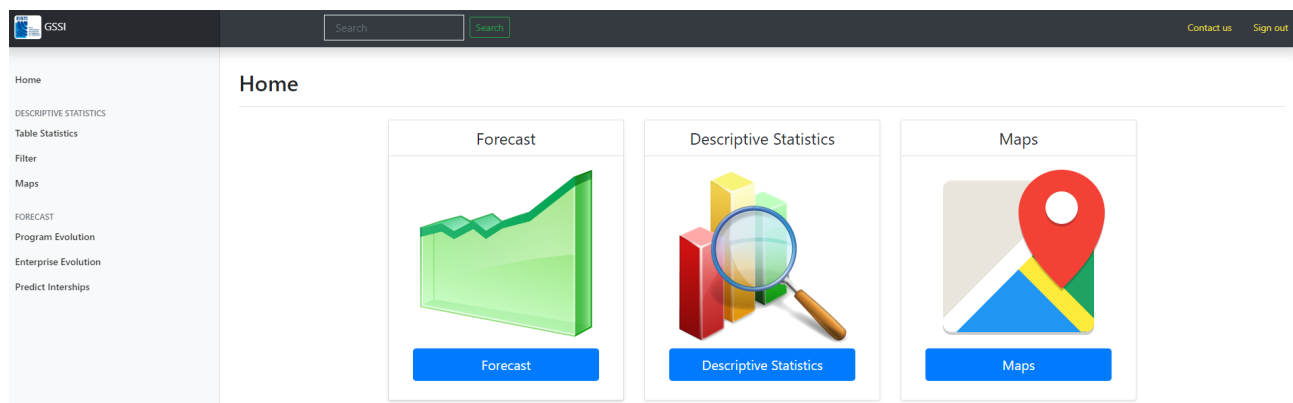 EISTI
GSSI
Search
Search
Contact us
Sign out
Home
DESCRIPTIVE STATISTICS
Table Statistics
Filter
Maps
FORECAST
Program Evolution
Enterprise Evolution
Predict Interships
Home
Forecast
Descriptive Statistics
Maps
Forecast
Descriptive Statistics
Maps